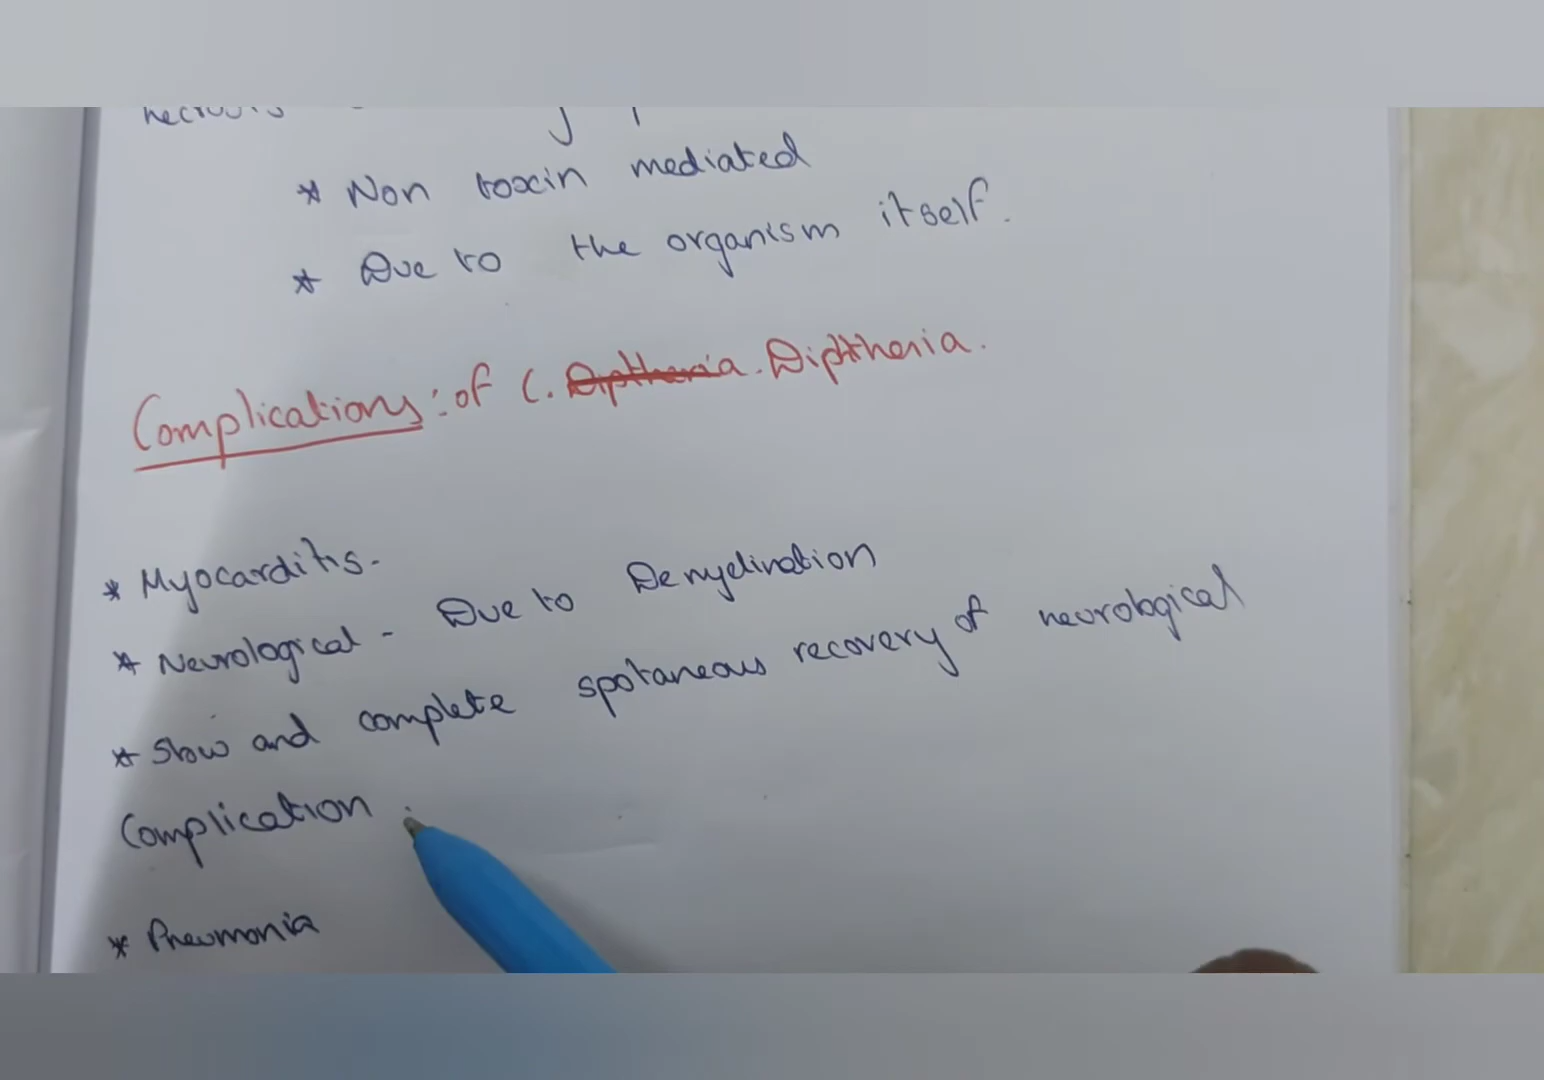 * Non toxin mediated
* Due to the organism itself.
Complications: of C. Diptheria. Diphtheria.
* Myocarditis.
* Neurological - Due to Demyelination
* Slow and complete spotaneous recovery of neurological
Complication.
* Pneumonia